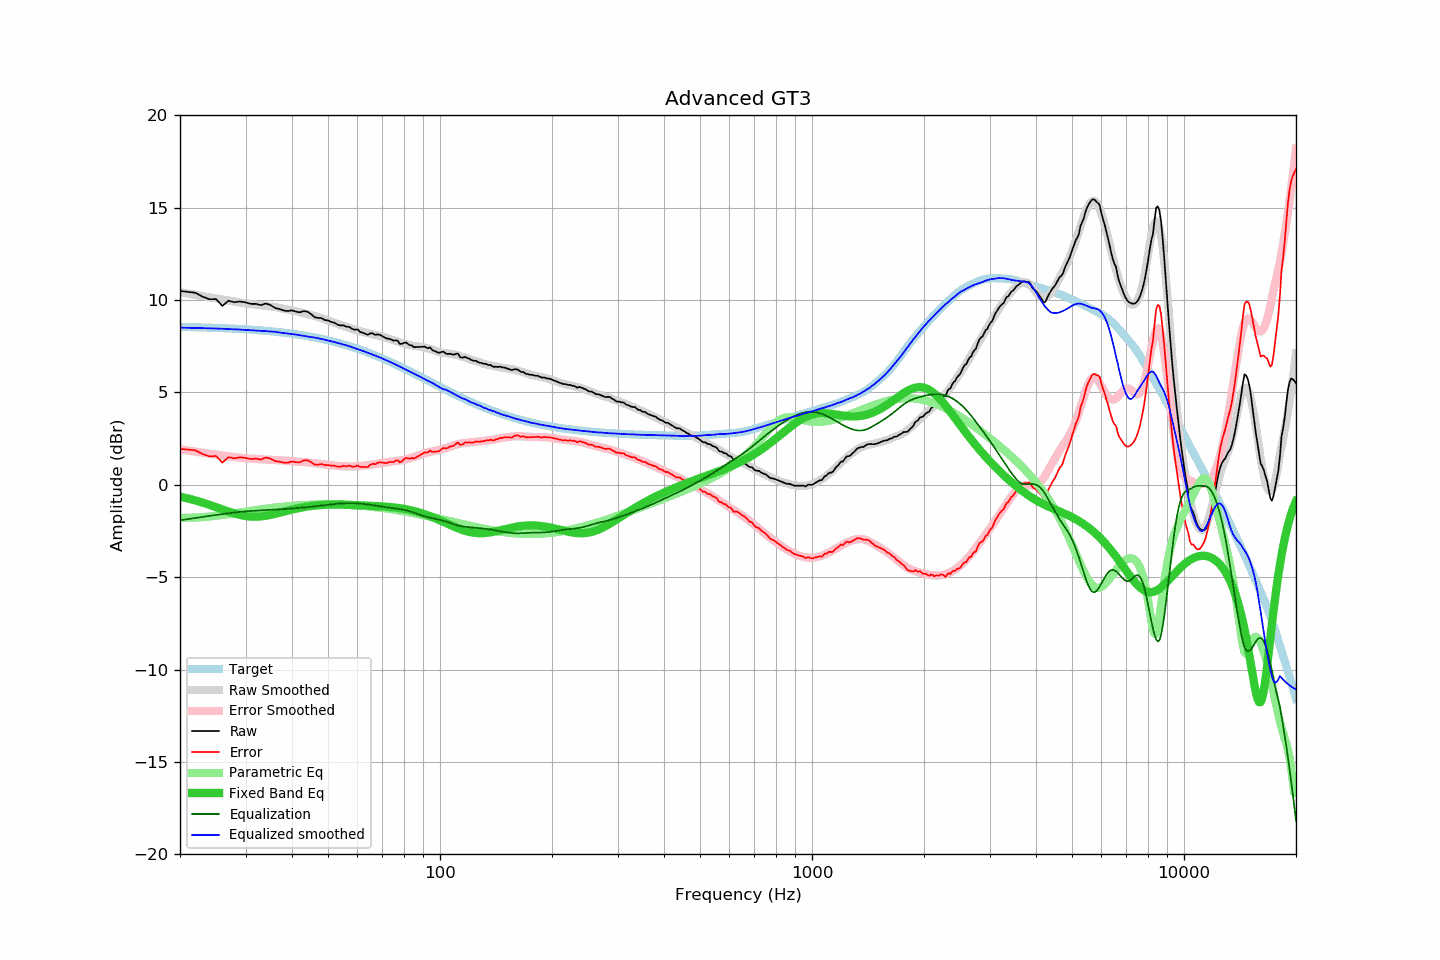 Advanced GT3
20
15
10
5
0
−5
−10
−15
−20
Amplitude (dBr)
Target
Raw Smoothed
Error Smoothed
Raw
Error
Parametric Eq
Fixed Band Eq
Equalization
Equalized smoothed
100
1000
10000
Frequency (Hz)